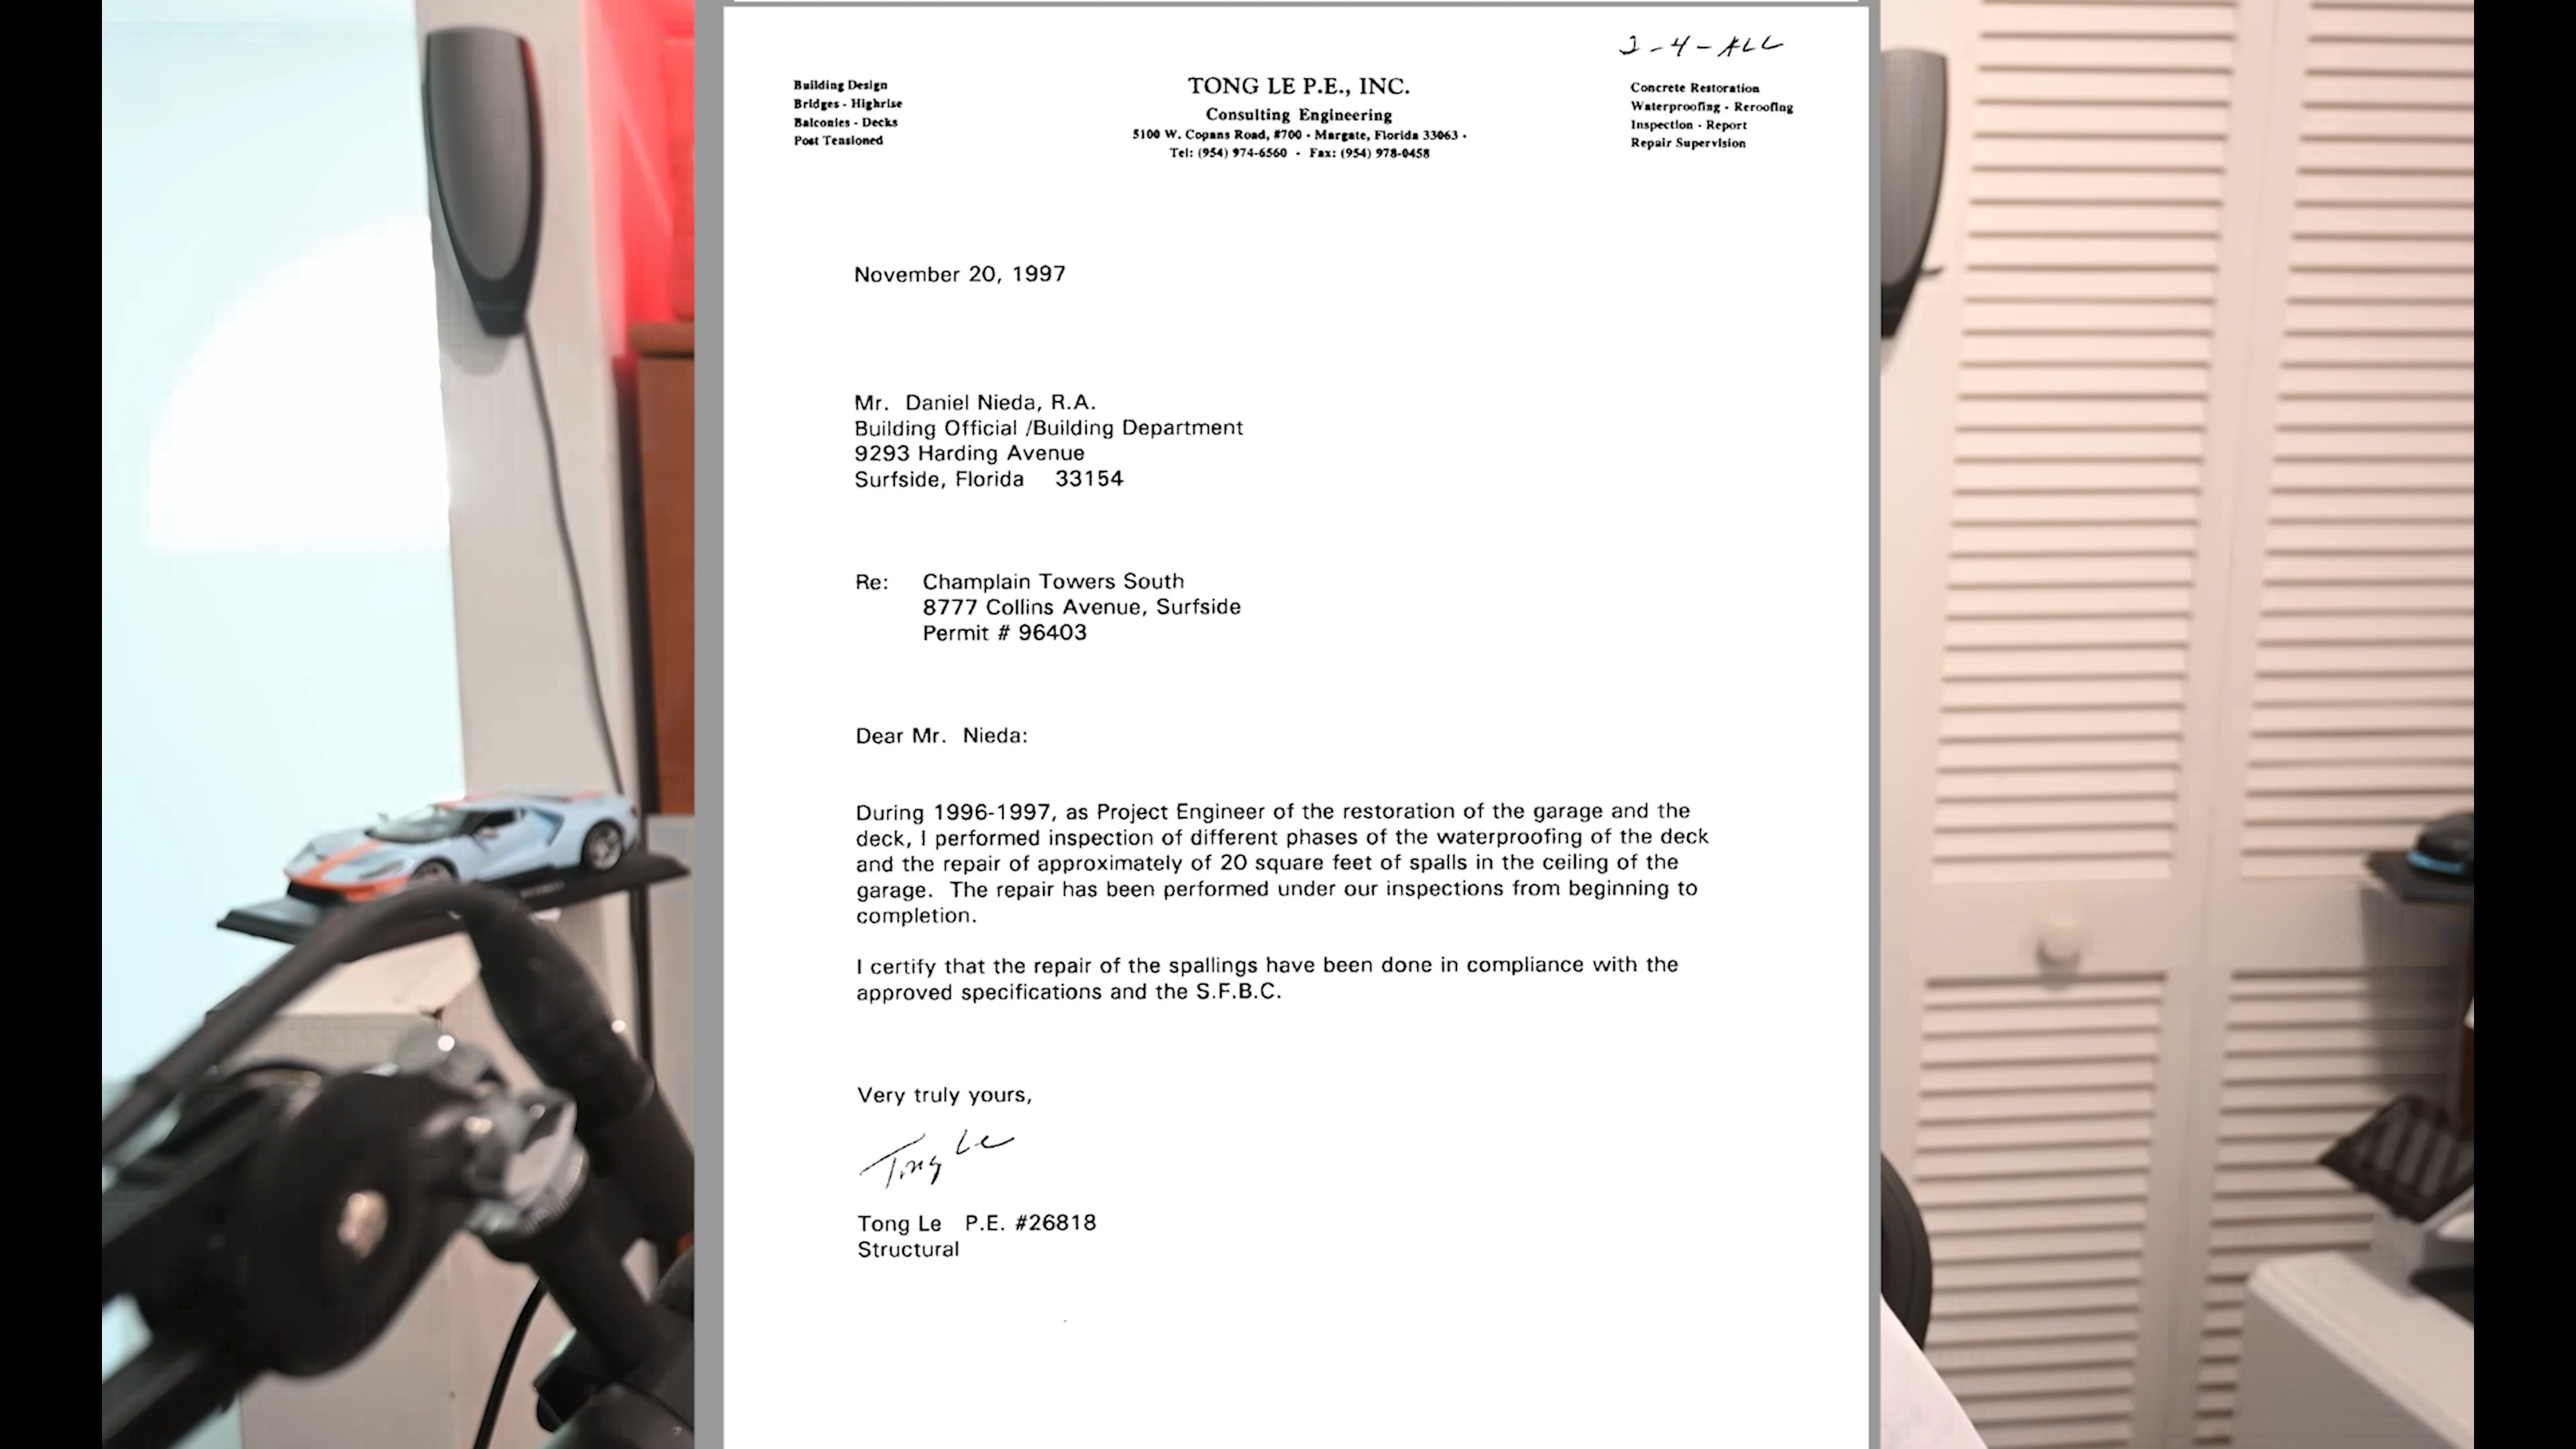 2-4-ALL
Building Design
Bridges - Highrise
Balconies - Decks
Post Tensioned
TONG LE P.E., INC.
Consulting Engineering
5100 W. Copans Road, #700 - Margate, Florida 33063 -
Tel: (954) 974-6560 - Fax: (954) 978-0458
Concrete Restoration
Waterproofing - Reroofing
Inspection - Report
Repair Supervision
November 20, 1997
Mr. Daniel Nieda, R.A.
Building Official /Building Department
9293 Harding Avenue
Surfside, Florida 33154
Re: Champlain Towers South
8777 Collins Avenue, Surfside
Permit # 96403
Dear Mr. Nieda:
During 1996-1997, as Project Engineer of the restoration of the garage and the
deck, I performed inspection of different phases of the waterproofing of the deck
and the repair of approximately of 20 square feet of spalls in the ceiling of the
garage. The repair has been performed under our inspections from beginning to
completion.
I certify that the repair of the spallings have been done in compliance with the
approved specifications and the S.F.B.C.
Very truly yours,
Tong Le
Tong Le P.E. #26818
Structural